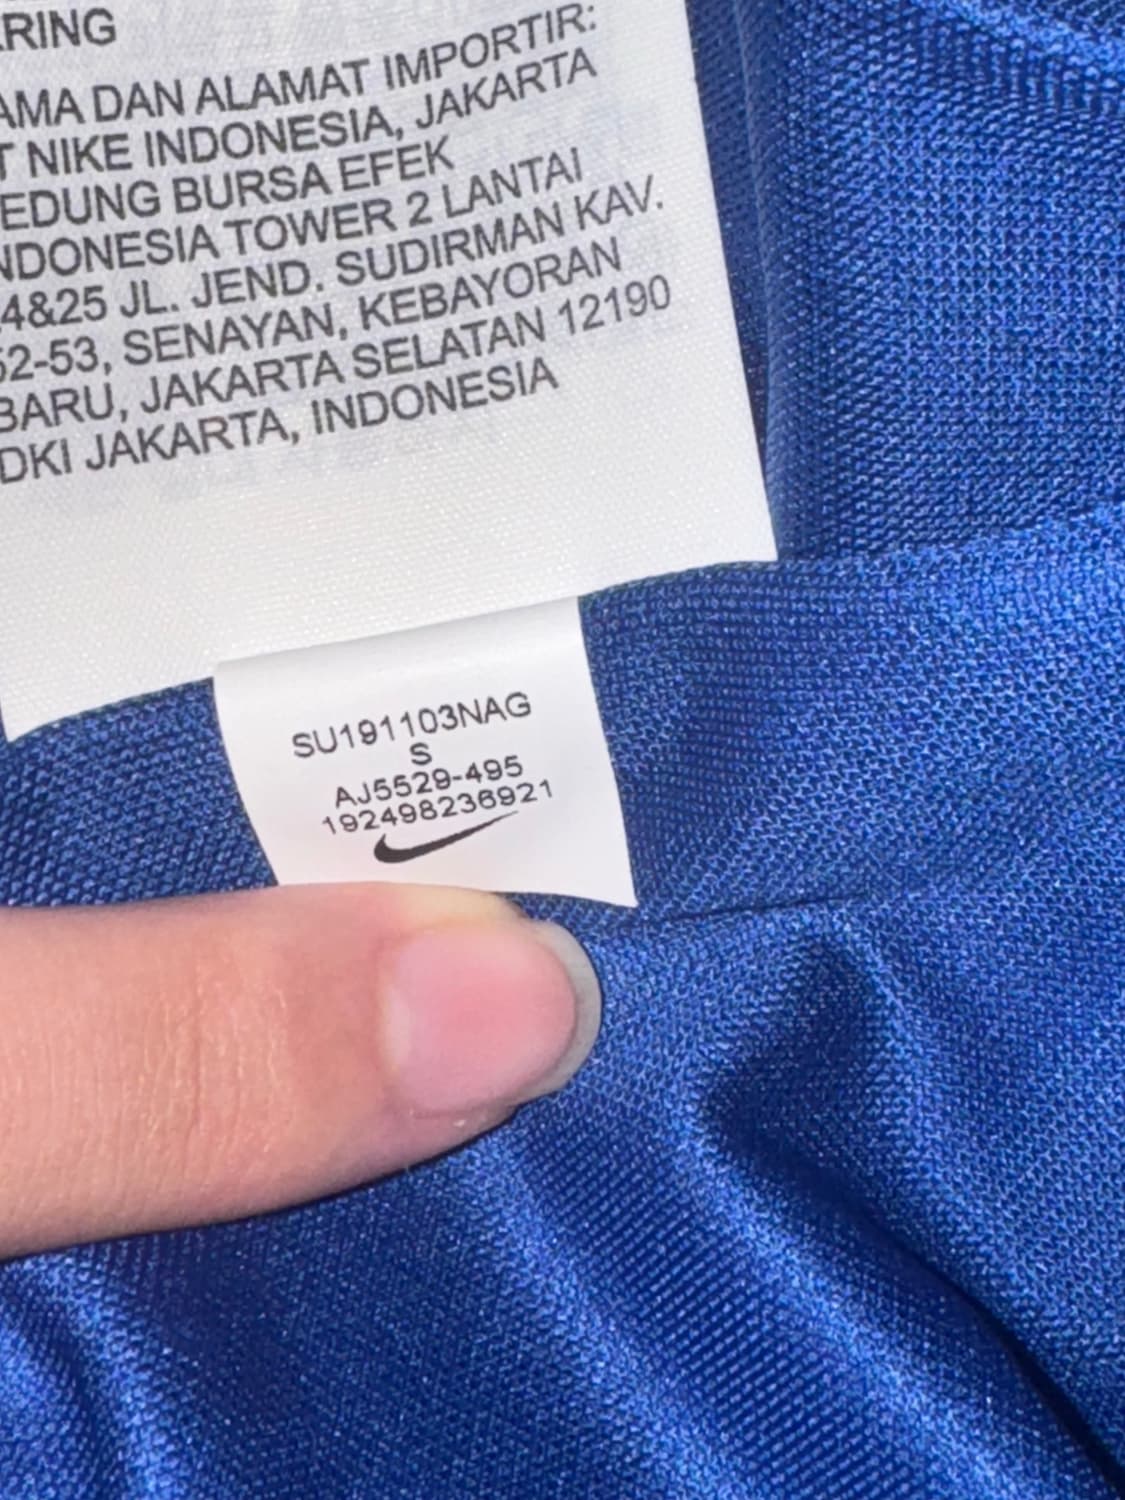 RING
AMA DAN ALAMAT IMPORTIR:
T NIKE INDONESIA, JAKARTA
EDUNG BURSA EFEK
NDONESIA TOWER 2 LANTAI
4&25 JL. JEND. SUDIRMAN KAV.
52-53, SENAYAN, KEBAYORAN
BARU, JAKARTA SELATAN 12190
DKI JAKARTA, INDONESIA
SU191103NAG
S
AJ5529-495
192498236921